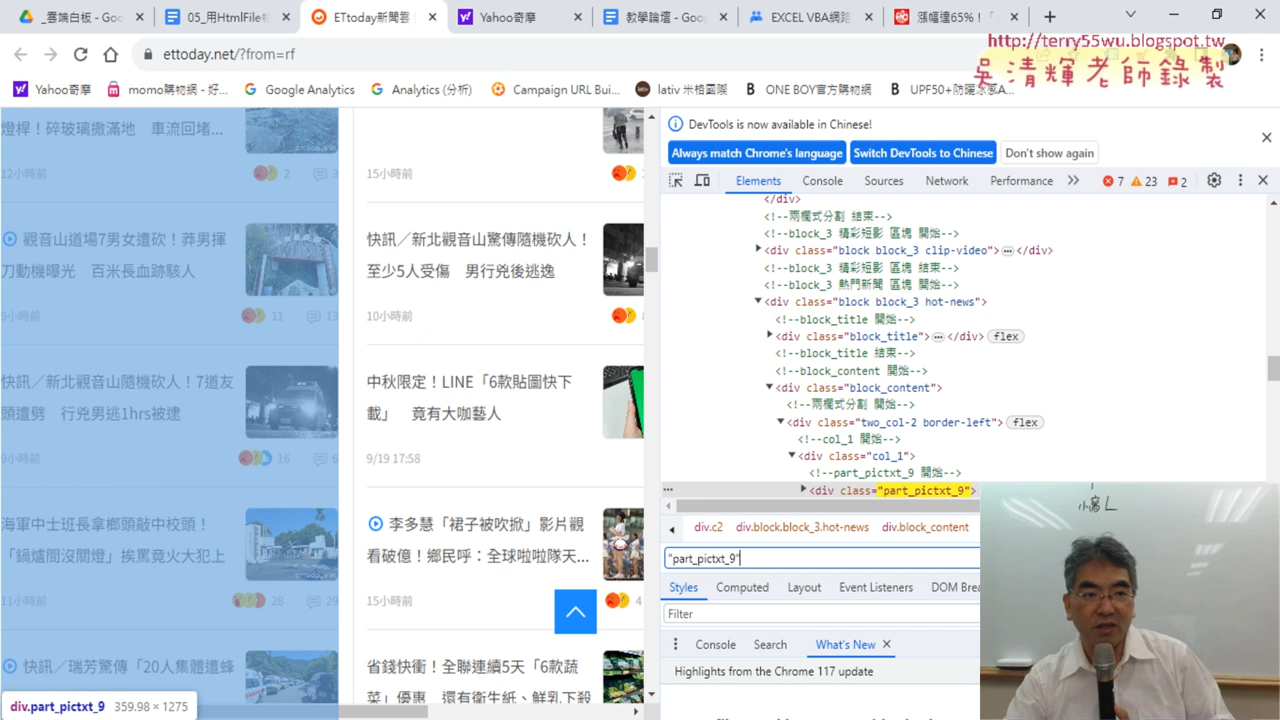 _雲端白板 - Goo
05_用HtmlFile物
ETtoday新聞雲
Yahoo奇摩
教學論壇 - Goog
EXCEL VBA網路
漲幅達65%！「
ettoday.net/?from=rf
http://terry55wu.blogspot.tw
吳清輝老師錄製
Yahoo奇摩
momo購物網 - 好...
Google Analytics
Analytics (分析)
Campaign URL Bui...
lativ 米格國際
ONE BOY官方購物網
UPF50+防曬冰感A...
燈桿！碎玻璃撒滿地 車流回堵...
12小時前
2
15小時前
觀音山道場7男女遭砍！莽男揮
刀動機曝光 百米長血跡駭人
9小時前
11
13
快訊／新北觀音山驚傳隨機砍人！
至少5人受傷 男行兇後逃逸
10小時前
快訊／新北觀音山隨機砍人！7道友
頭遭劈 行兇男逃1hrs被逮
9小時前
16
6
中秋限定！LINE「6款貼圖快下
載」 竟有大咖藝人
9/19 17:58
海軍中士班長拿榔頭敲中校頭！
「鍋爐間沒關燈」挨罵竟火大犯上
11小時前
28
29
李多慧「裙子被吹掀」影片觀
看破億！鄉民呼：全球啦啦隊天...
15小時前
4
快訊／瑞芳驚傳「20人集體遭蜂
省錢快衝！全聯連續5天「6款蔬
菜」優惠 還有衛生紙、鮮乳下殺
div.part_pictxt_9 359.98 × 1275
DevTools is now available in Chinese!
Always match Chrome's language
Switch DevTools to Chinese
Don't show again
Elements
Console
Sources
Network
Performance
7
23
2
</div>
<!--兩欄式分割 結束-->
<!--block_3 精彩短影 區塊 開始-->
<div class="block block_3 clip-video">…</div>
<!--block_3 精彩短影 區塊 結束-->
<!--block_3 熱門新聞 區塊 開始-->
<div class="block block_3 hot-news">
<!--block_title 開始-->
<div class="block_title">…</div> flex
<!--block_title 結束-->
<!--block_content 開始-->
<div class="block_content">
<!--兩欄式分割 開始-->
<div class="two_col-2 border-left"> flex
<!--col_1 開始-->
<div class="col_1">
<!--part_pictxt_9 開始-->
<div class="part_pictxt_9">
div.c2 div.block.block_3.hot-news div.block_content
"part_pictxt_9"
Styles
Computed
Layout
Event Listeners
DOM Brea
Filter
Console
Search
What's New
Highlights from the Chrome 117 update